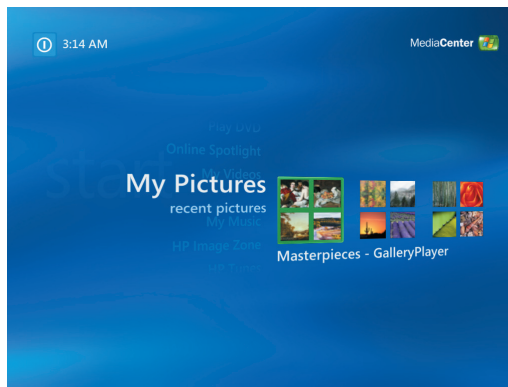 3:14 AM
MediaCenter
Play DVD
Online Spotlight
start
My Videos
My Pictures
recent pictures
My Music
HP Image Zone
Masterpieces - GalleryPlayer